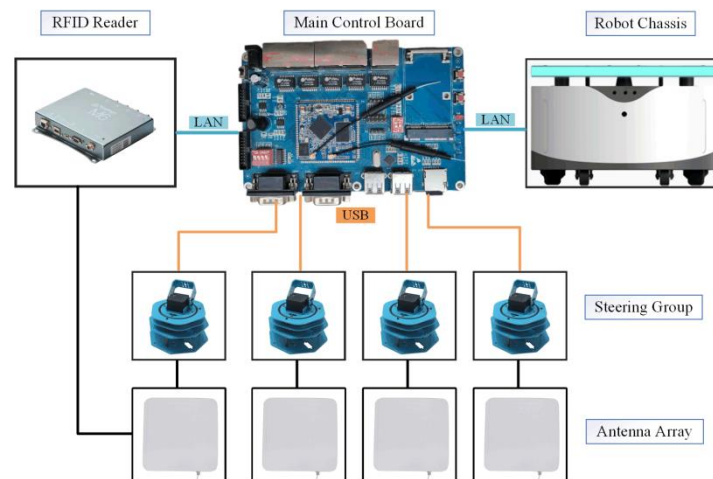 RFID Reader
Main Control Board
Robot Chassis
LAN
LAN
USB
Steering Group
Antenna Array